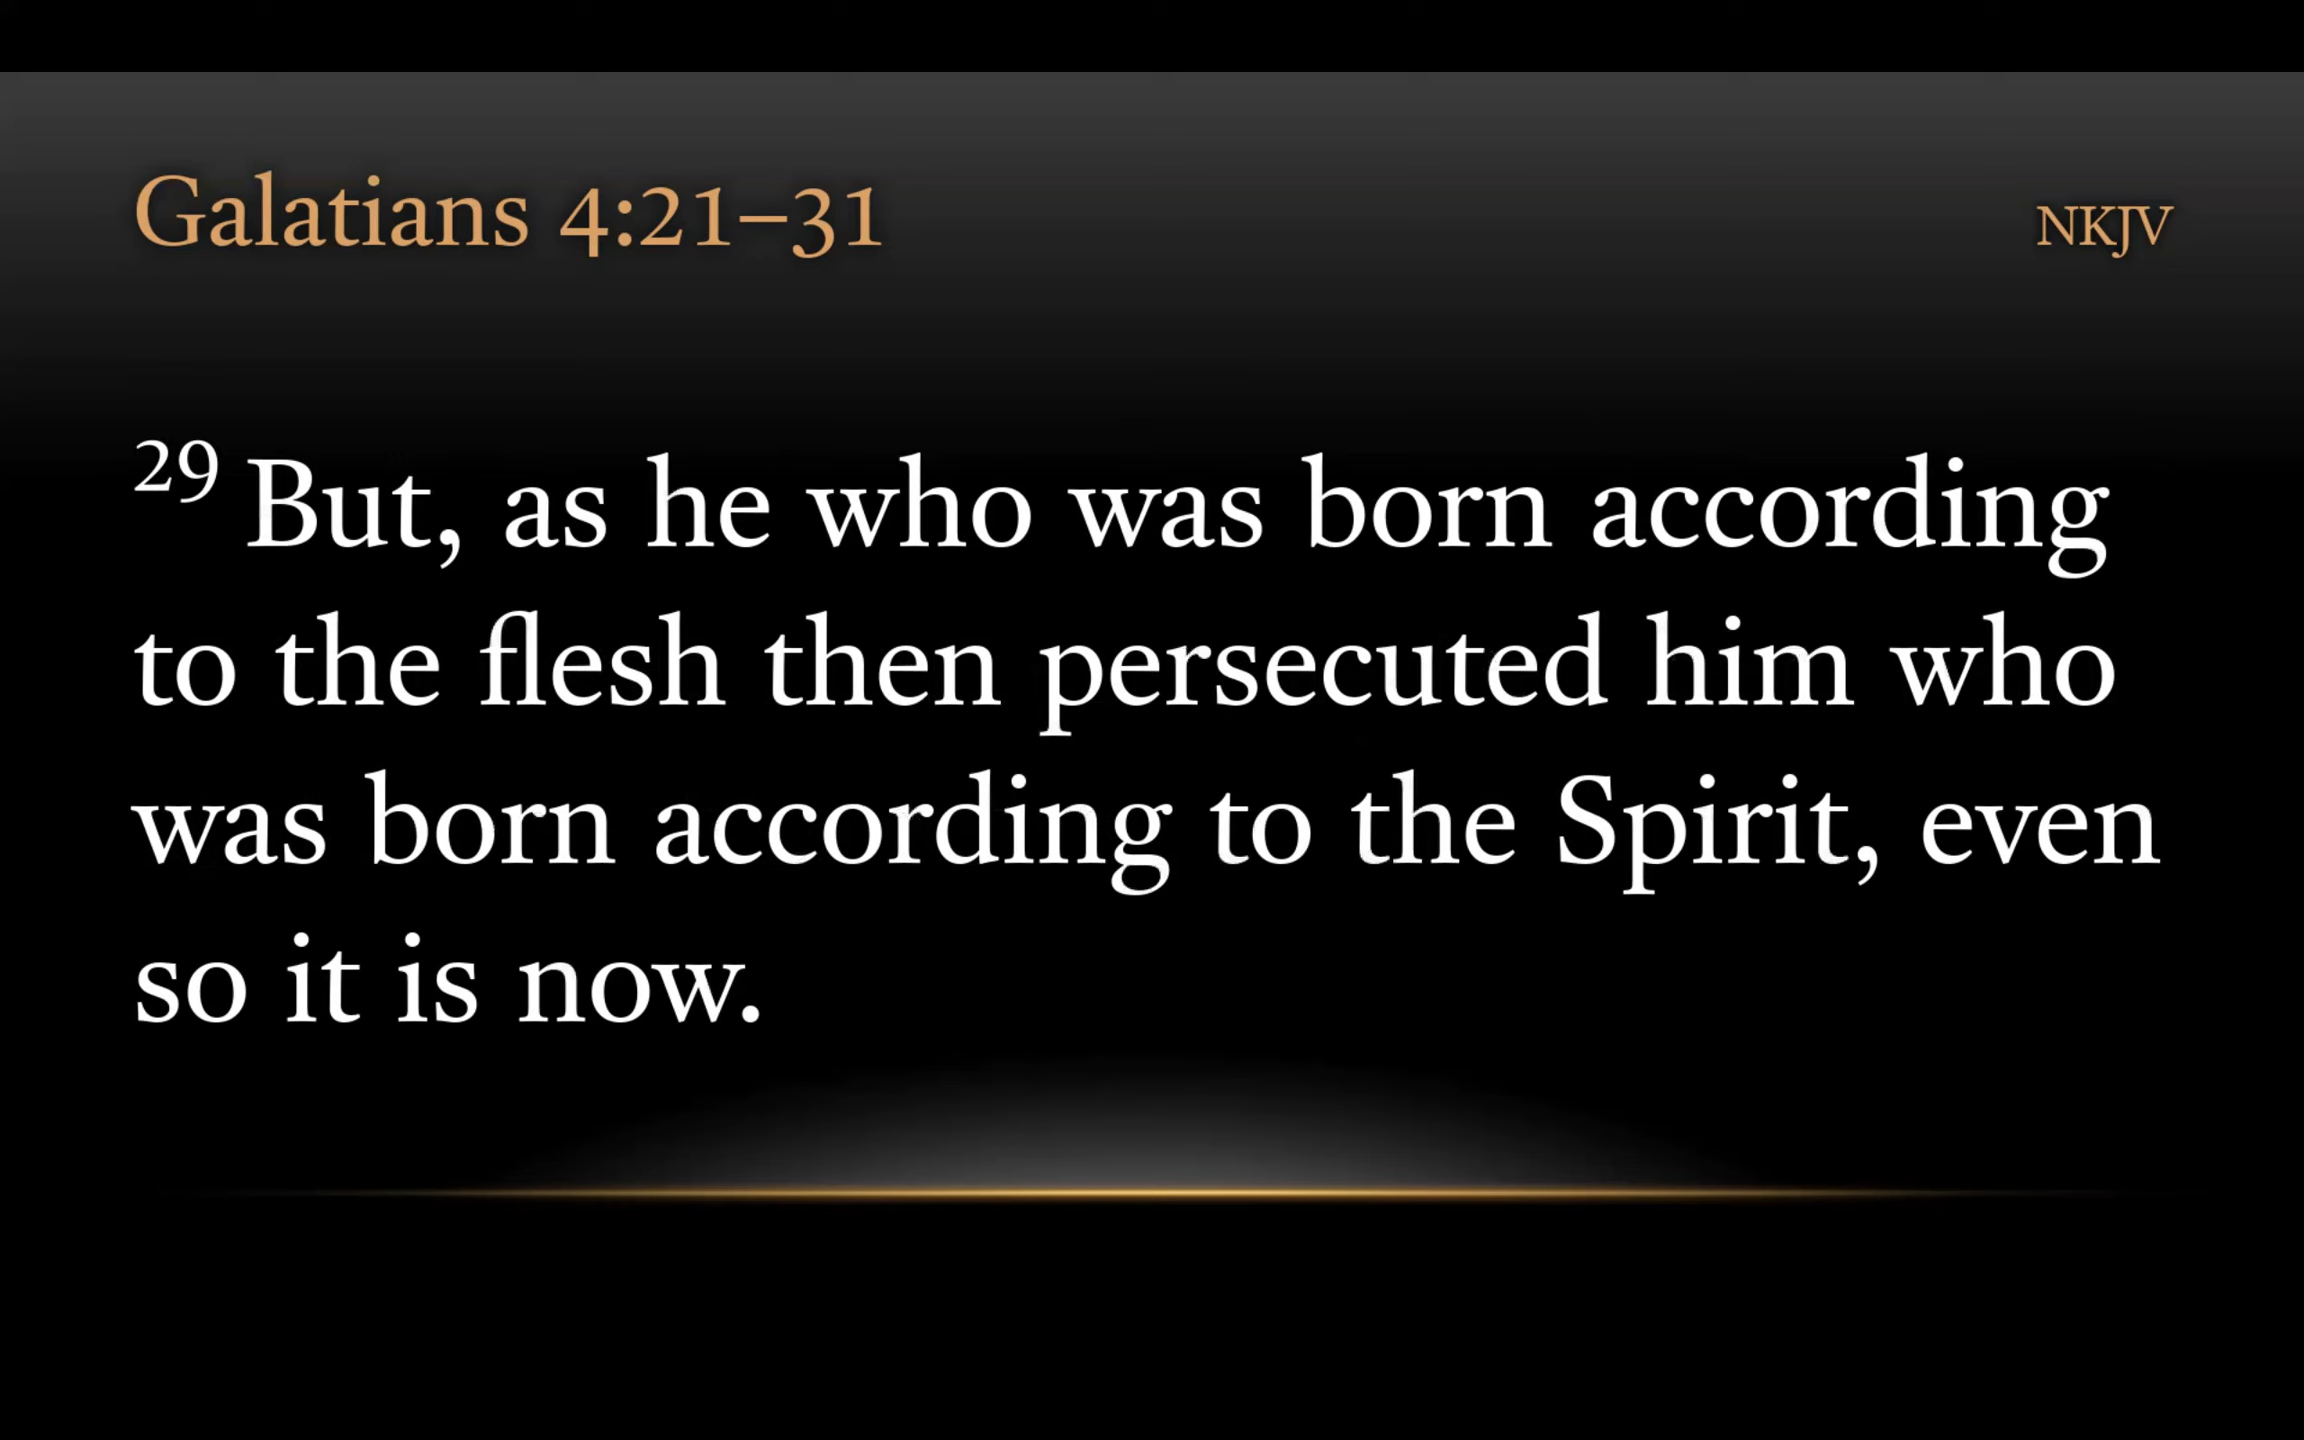 Galatians 4:21–31
NKJV
29 But, as he who was born according
to the flesh then persecuted him who
was born according to the Spirit, even
so it is now.